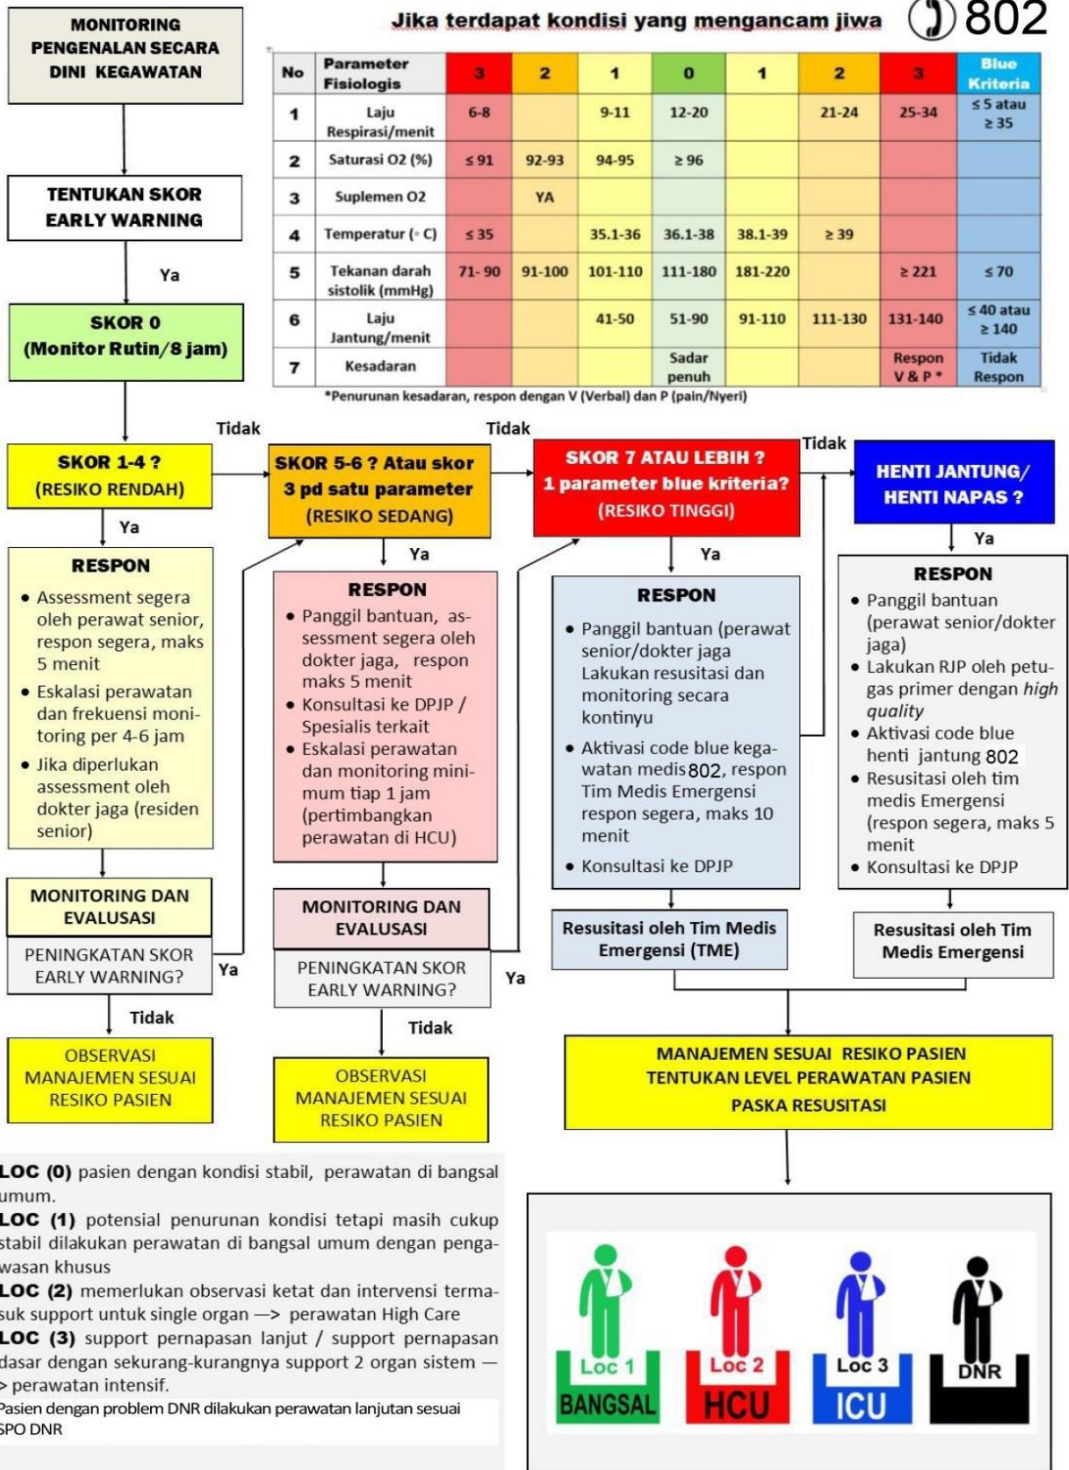 MONITORING
PENGENALAN SECARA
DINI KEGAWATAN
Jika terdapat kondisi yang mengancam jiwa 802
No Parameter Fisiologis 3 2 1 0 1 2 3 Blue Kriteria
1 Laju Respirasi/menit 6-8 9-11 12-20 21-24 25-34 ≤ 5 atau ≥ 35
2 Saturasi O2 (%) ≤ 91 92-93 94-95 ≥ 96
3 Suplemen O2 YA
4 Temperatur (◦ C) ≤ 35 35.1-36 36.1-38 38.1-39 ≥ 39
5 Tekanan darah sistolik (mmHg) 71- 90 91-100 101-110 111-180 181-220 ≥ 221 ≤ 70
6 Laju Jantung/menit 41-50 51-90 91-110 111-130 131-140 ≤ 40 atau ≥ 140
7 Kesadaran Sadar penuh Respon V & P * Tidak Respon
*Penurunan kesadaran, respon dengan V (Verbal) dan P (pain/Nyeri)
TENTUKAN SKOR
EARLY WARNING
Ya
SKOR 0
(Monitor Rutin/8 jam)
Tidak
Tidak
Tidak
SKOR 1-4 ?
(RESIKO RENDAH)
Ya
RESPON
• Assessment segera
oleh perawat senior,
respon segera, maks
5 menit
• Eskalasi perawatan
dan frekuensi moni-
toring per 4-6 jam
• Jika diperlukan
assessment oleh
dokter jaga (residen
senior)
MONITORING DAN
EVALUSASI
PENINGKATAN SKOR
EARLY WARNING?
Ya
Tidak
OBSERVASI
MANAJEMEN SESUAI
RESIKO PASIEN
SKOR 5-6 ? Atau skor
3 pd satu parameter
(RESIKO SEDANG)
Ya
RESPON
• Panggil bantuan, as-
sessment segera oleh
dokter jaga, respon
maks 5 menit
• Konsultasi ke DPJP /
Spesialis terkait
• Eskalasi perawatan
dan monitoring mini-
mum tiap 1 jam
(pertimbangkan
perawatan di HCU)
MONITORING DAN
EVALUSASI
PENINGKATAN SKOR
EARLY WARNING?
Ya
Tidak
OBSERVASI
MANAJEMEN SESUAI
RESIKO PASIEN
SKOR 7 ATAU LEBIH ?
1 parameter blue kriteria?
(RESIKO TINGGI)
Ya
RESPON
• Panggil bantuan (perawat
senior/dokter jaga
Lakukan resusitasi dan
monitoring secara
kontinyu
• Aktivasi code blue kega-
watan medis 802, respon
Tim Medis Emergensi
respon segera, maks 10
menit
• Konsultasi ke DPJP
Resusitasi oleh Tim Medis
Emergensi (TME)
HENTI JANTUNG/
HENTI NAPAS ?
Ya
RESPON
• Panggil bantuan
(perawat senior/dokter
jaga)
• Lakukan RJP oleh petu-
gas primer dengan high
quality
• Aktivasi code blue
henti jantung 802
• Resusitasi oleh tim
medis Emergensi
(respon segera, maks 5
menit
• Konsultasi ke DPJP
Resusitasi oleh Tim
Medis Emergensi
MANAJEMEN SESUAI RESIKO PASIEN
TENTUKAN LEVEL PERAWATAN PASIEN
PASKA RESUSITASI
LOC (0) pasien dengan kondisi stabil, perawatan di bangsal
umum.
LOC (1) potensial penurunan kondisi tetapi masih cukup
stabil dilakukan perawatan di bangsal umum dengan penga-
wasan khusus
LOC (2) memerlukan observasi ketat dan intervensi terma-
suk support untuk single organ —> perawatan High Care
LOC (3) support pernapasan lanjut / support pernapasan
dasar dengan sekurang-kurangnya support 2 organ sistem —
> perawatan intensif.
Pasien dengan problem DNR dilakukan perawatan lanjutan sesuai
SPO DNR
Loc 1
BANGSAL
Loc 2
HCU
Loc 3
ICU
DNR